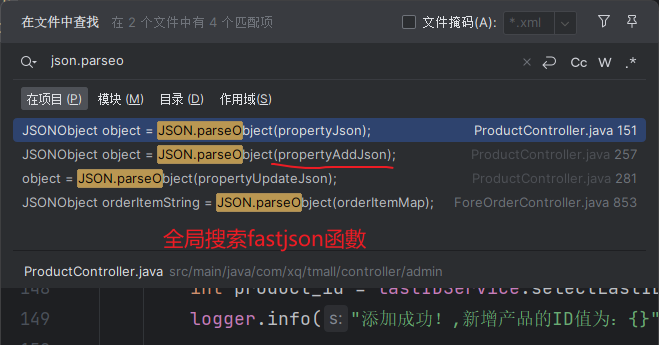 在文件中查找 在 2 个文件中有 4 个匹配项 文件掩码(A): *.xml
json.parseo Cc W .*
在项目 (P) 模块 (M) 目录 (D) 作用域(S)
JSONObject object = JSON.parseObject(propertyJson); ProductController.java 151
JSONObject object = JSON.parseObject(propertyAddJson); ProductController.java 257
object = JSON.parseObject(propertyUpdateJson); ProductController.java 281
JSONObject orderItemString = JSON.parseObject(orderItemMap); ForeOrderController.java 853
全局搜索fastjson函數
ProductController.java src/main/java/com/xq/tmall/controller/admin
148 int product_id = lastIDService.selectLastID
149 logger.info( s: "添加成功！,新增产品的ID值为：{}"